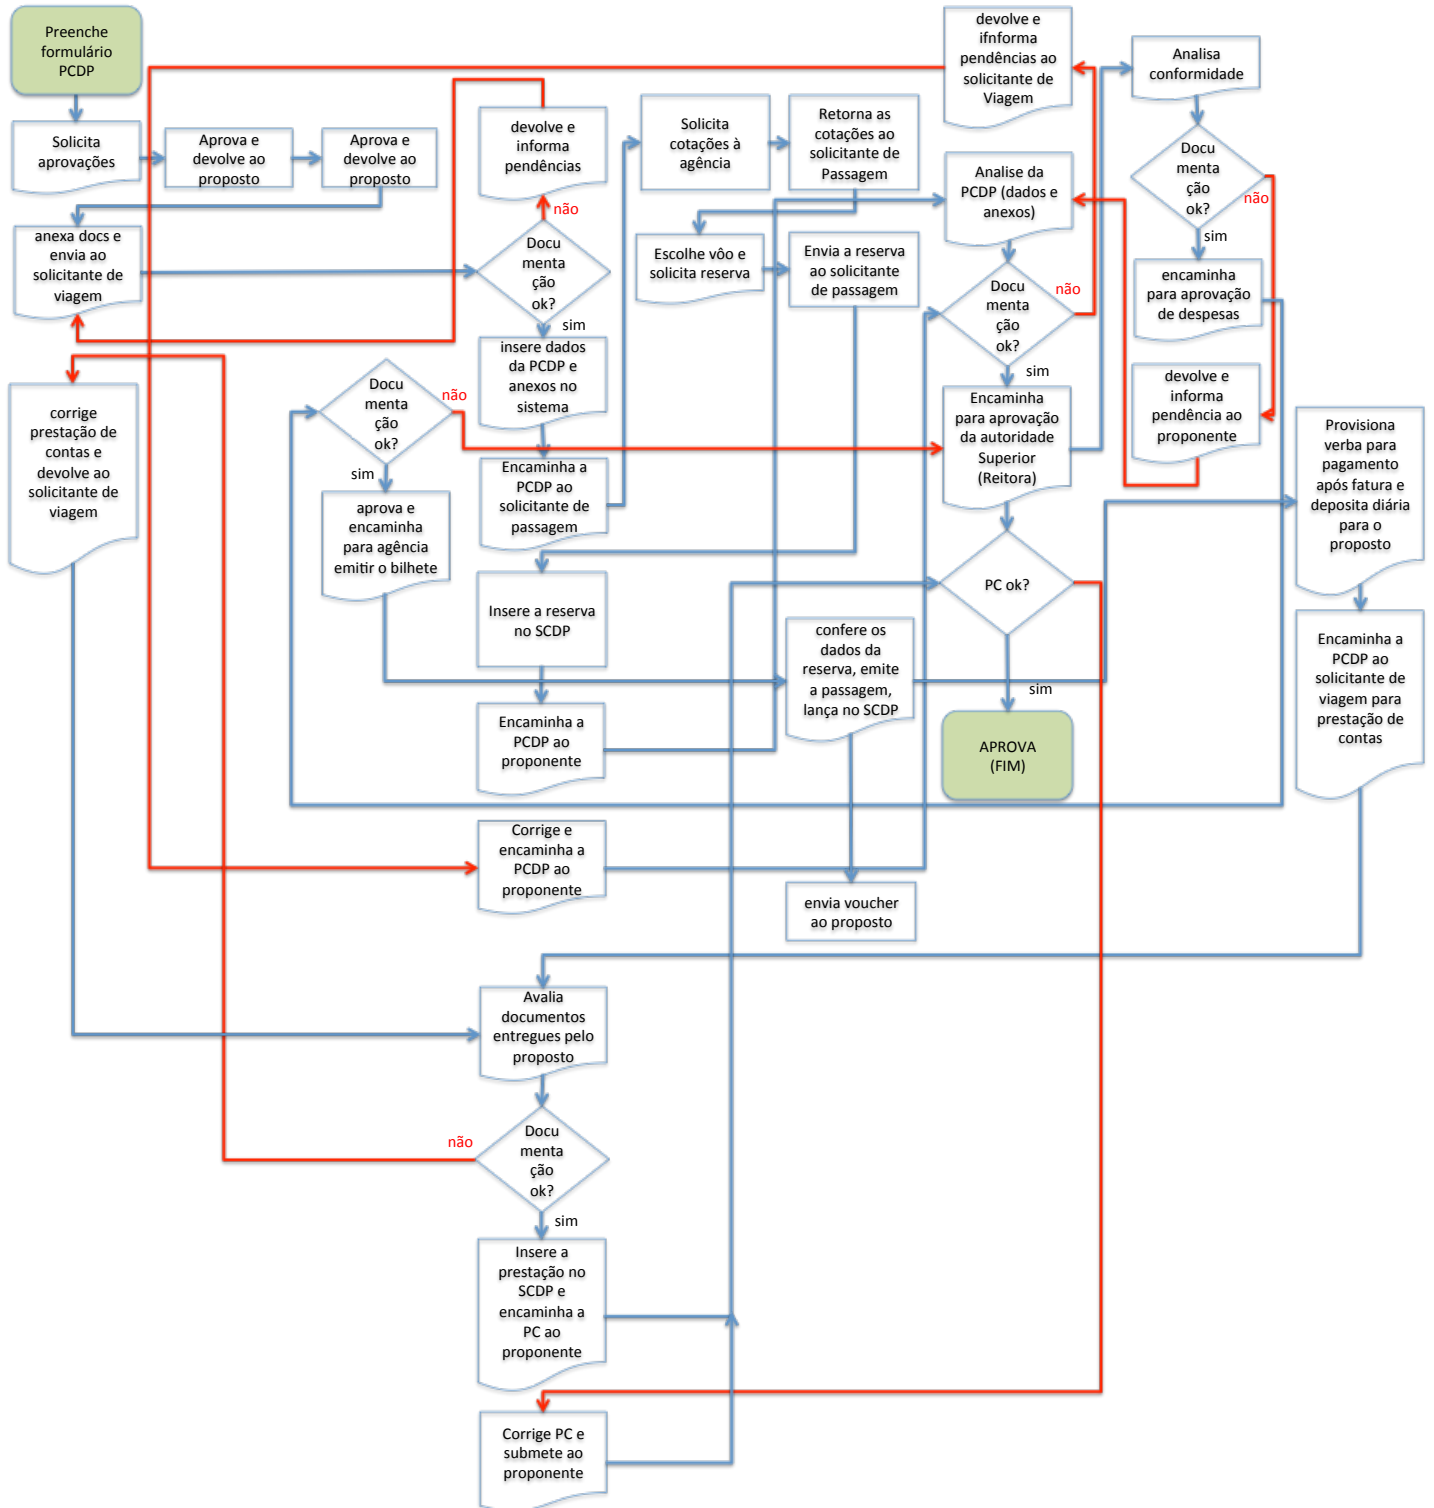 Preenche
formulário
PCDP
Solicita
aprovações
Aprova e
devolve ao
proposto
Aprova e
devolve ao
proposto
anexa docs e
envia ao
solicitante de
viagem
devolve e
informa
pendências
não
Docu
menta
ção
ok?
sim
insere dados
da PCDP e
anexos no
sistema
Encaminha a
PCDP ao
solicitante de
passagem
Solicita
cotações à
agência
Retorna as
cotações ao
solicitante de
Passagem
Escolhe vôo e
solicita reserva
Envia a reserva
ao solicitante
de passagem
Insere a reserva
no SCDP
Encaminha a
PCDP ao
proponente
devolve e
ifnforma
pendências ao
solicitante de
Viagem
Analise da
PCDP (dados e
anexos)
Docu
menta
ção
ok?
não
sim
Encaminha
para aprovação
da autoridade
Superior
(Reitora)
Analisa
conformidade
Docu
menta
ção
ok?
não
sim
encaminha
para aprovação
de despesas
devolve e
informa
pendência ao
proponente
Docu
menta
ção
ok?
não
sim
aprova e
encaminha
para agência
emitir o bilhete
corrige
prestação de
contas e
devolve ao
solicitante de
viagem
Provisiona
verba para
pagamento
após fatura e
deposita diária
para o
proposto
PC ok?
sim
APROVA
(FIM)
confere os
dados da
reserva, emite
a passagem,
lança no SCDP
Encaminha a
PCDP ao
solicitante de
viagem para
prestação de
contas
Corrige e
encaminha a
PCDP ao
proponente
envia voucher
ao proposto
Avalia
documentos
entregues pelo
proposto
Docu
menta
ção
ok?
não
sim
Insere a
prestação no
SCDP e
encaminha a
PC ao
proponente
Corrige PC e
submete ao
proponente